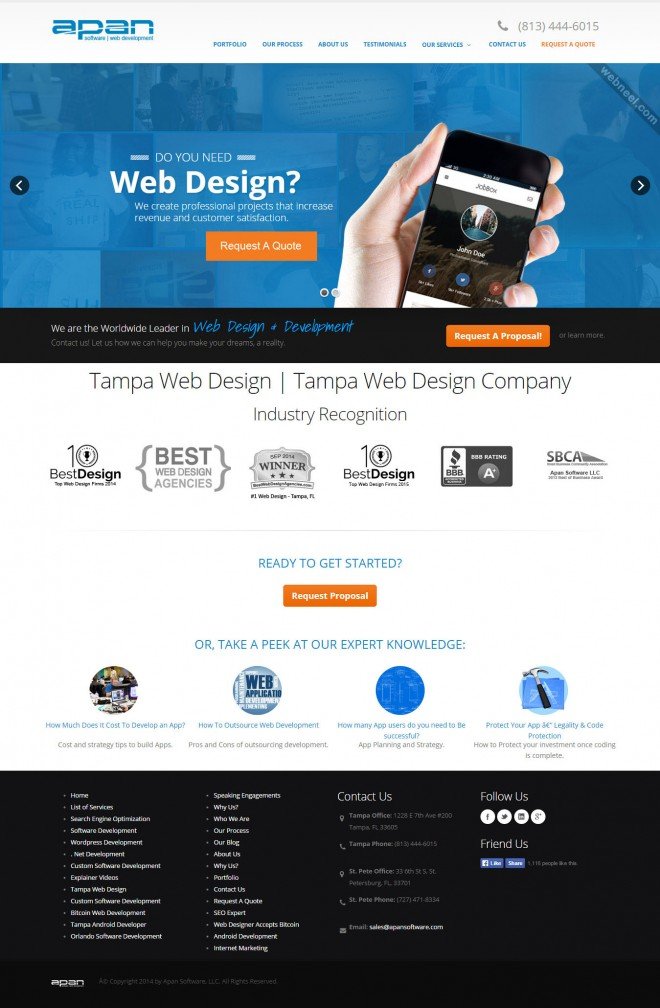 apan
software | web development
(813) 444-6015
PORTFOLIO OUR PROCESS ABOUT US TESTIMONIALS OUR SERVICES CONTACT US REQUEST A QUOTE
webneel.com
DO YOU NEED
Web Design?
We create professional projects that increase
revenue and customer satisfaction.
Request A Quote
2:30 AM
JOBBOX
John Doe
We are the Worldwide Leader in Web Design & Development
Contact us! Let us how we can help you make your dreams, a reality.
Request A Proposal!
or learn more.
Tampa Web Design | Tampa Web Design Company
Industry Recognition
10
BestDesign
Top Web Design Firms 2014
BEST
WEB DESIGN
AGENCIES
SEP 2014
WINNER
BestWebDesignAgencies.com
#1 Web Design - Tampa, FL
10
BestDesign
Top Web Design Firms 2015
BBB
BBB RATING
A+
SBCA
Apan Software LLC
2013 Best of Business Award
READY TO GET STARTED?
Request Proposal
OR, TAKE A PEEK AT OUR EXPERT KNOWLEDGE:
WEB
APPLICATIO
How Much Does It Cost To Develop an App?
Cost and strategy tips to build Apps.
How To Outsource Web Development
Pros and Cons of outsourcing development.
How many App users do you need to Be
successful?
App Planning and Strategy.
Protect Your App â€“ Legality & Code
Protection
How to Protect your investment once coding
is complete.
Home
List of Services
Search Engine Optimization
Software Development
Wordpress Development
. Net Development
Custom Software Development
Explainer Videos
Tampa Web Design
Custom Software Development
Bitcoin Web Development
Tampa Android Developer
Orlando Software Development
Speaking Engagements
Why Us?
Who We Are
Our Process
Our Blog
About Us
Why Us?
Portfolio
Contact Us
Request A Quote
SEO Expert
Web Designer Accepts Bitcoin
Android Development
Internet Marketing
Contact Us
Tampa Office: 1228 E 7th Ave #200
Tampa, FL 33605
Tampa Phone: (813) 444-6015
St. Pete Office: 33 6th St S, St.
Petersburg, FL, 33701
St. Pete Phone: (727) 471-8334
Email: sales@apansoftware.com
Follow Us
Friend Us
Like Share 1,116 people like this.
apan
Â© Copyright 2014 by Apan Software, LLC. All Rights Reserved.